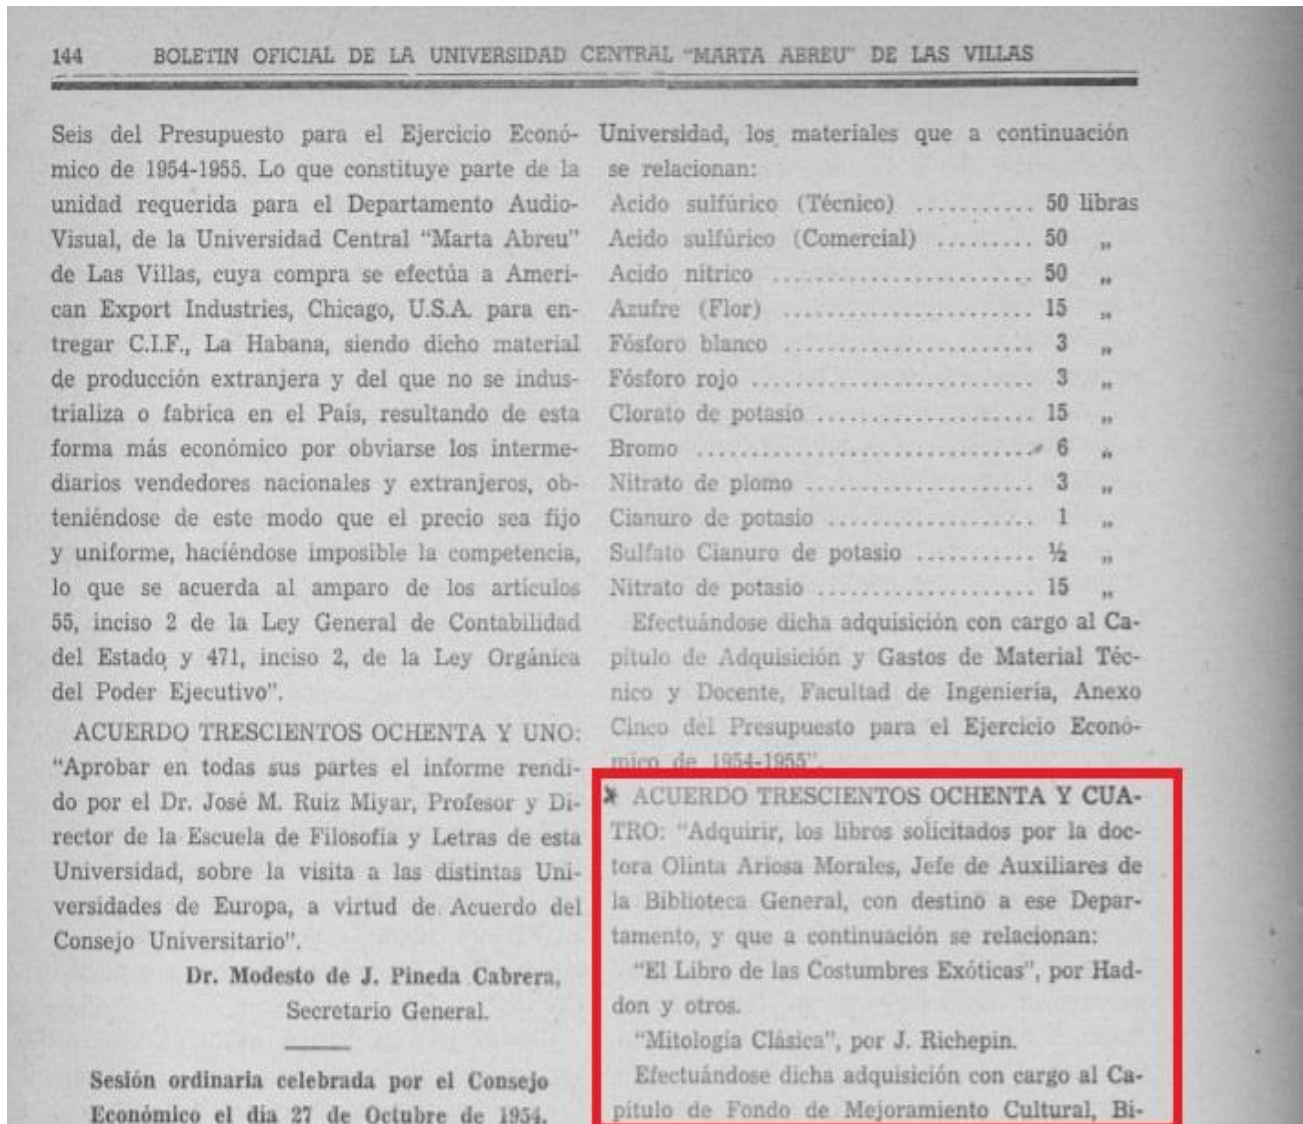 144 BOLETIN OFICIAL DE LA UNIVERSIDAD CENTRAL "MARTA ABREU" DE LAS VILLAS
Seis del Presupuesto para el Ejercicio Econó-
mico de 1954-1955. Lo que constituye parte de la
unidad requerida para el Departamento Audio-
Visual, de la Universidad Central "Marta Abreu"
de Las Villas, cuya compra se efectúa a Ameri-
can Export Industries, Chicago, U.S.A. para en-
tregar C.I.F., La Habana, siendo dicho material
de producción extranjera y del que no se indus-
trializa o fabrica en el País, resultando de esta
forma más económico por obviarse los interme-
diarios vendedores nacionales y extranjeros, ob-
teniéndose de este modo que el precio sea fijo
y uniforme, haciéndose imposible la competencia,
lo que se acuerda al amparo de los artículos
55, inciso 2 de la Ley General de Contabilidad
del Estado y 471, inciso 2, de la Ley Orgánica
del Poder Ejecutivo".
ACUERDO TRESCIENTOS OCHENTA Y UNO:
"Aprobar en todas sus partes el informe rendi-
do por el Dr. José M. Ruiz Miyar, Profesor y Di-
rector de la Escuela de Filosofía y Letras de esta
Universidad, sobre la visita a las distintas Uni-
versidades de Europa, a virtud de Acuerdo del
Consejo Universitario".
Dr. Modesto de J. Pineda Cabrera,
Secretario General.
Sesión ordinaria celebrada por el Consejo
Económico el día 27 de Octubre de 1954.
Universidad, los materiales que a continuación
se relacionan:
Acido sulfúrico (Técnico) ........... 50 libras
Acido sulfúrico (Comercial) ......... 50 "
Acido nítrico ......................... 50 "
Azufre (Flor) ........................ 15 "
Fósforo blanco ....................... 3 "
Fósforo rojo .......................... 3 "
Clorato de potasio .................... 15 "
Bromo ............................... 6 "
Nitrato de plomo ..................... 3 "
Cianuro de potasio ................... 1 "
Sulfato Cianuro de potasio ........... ½ "
Nitrato de potasio .................... 15 "
Efectuándose dicha adquisición con cargo al Ca-
pítulo de Adquisición y Gastos de Material Téc-
nico y Docente, Facultad de Ingeniería, Anexo
Cinco del Presupuesto para el Ejercicio Econó-
mico de 1954-1955".
ACUERDO TRESCIENTOS OCHENTA Y CUA-
TRO: "Adquirir, los libros solicitados por la doc-
tora Olinta Ariosa Morales, Jefe de Auxiliares de
la Biblioteca General, con destino a ese Depar-
tamento, y que a continuación se relacionan:
"El Libro de las Costumbres Exóticas", por Had-
don y otros.
"Mitología Clásica", por J. Richepin.
Efectuándose dicha adquisición con cargo al Ca-
pítulo de Fondo de Mejoramiento Cultural, Bi-